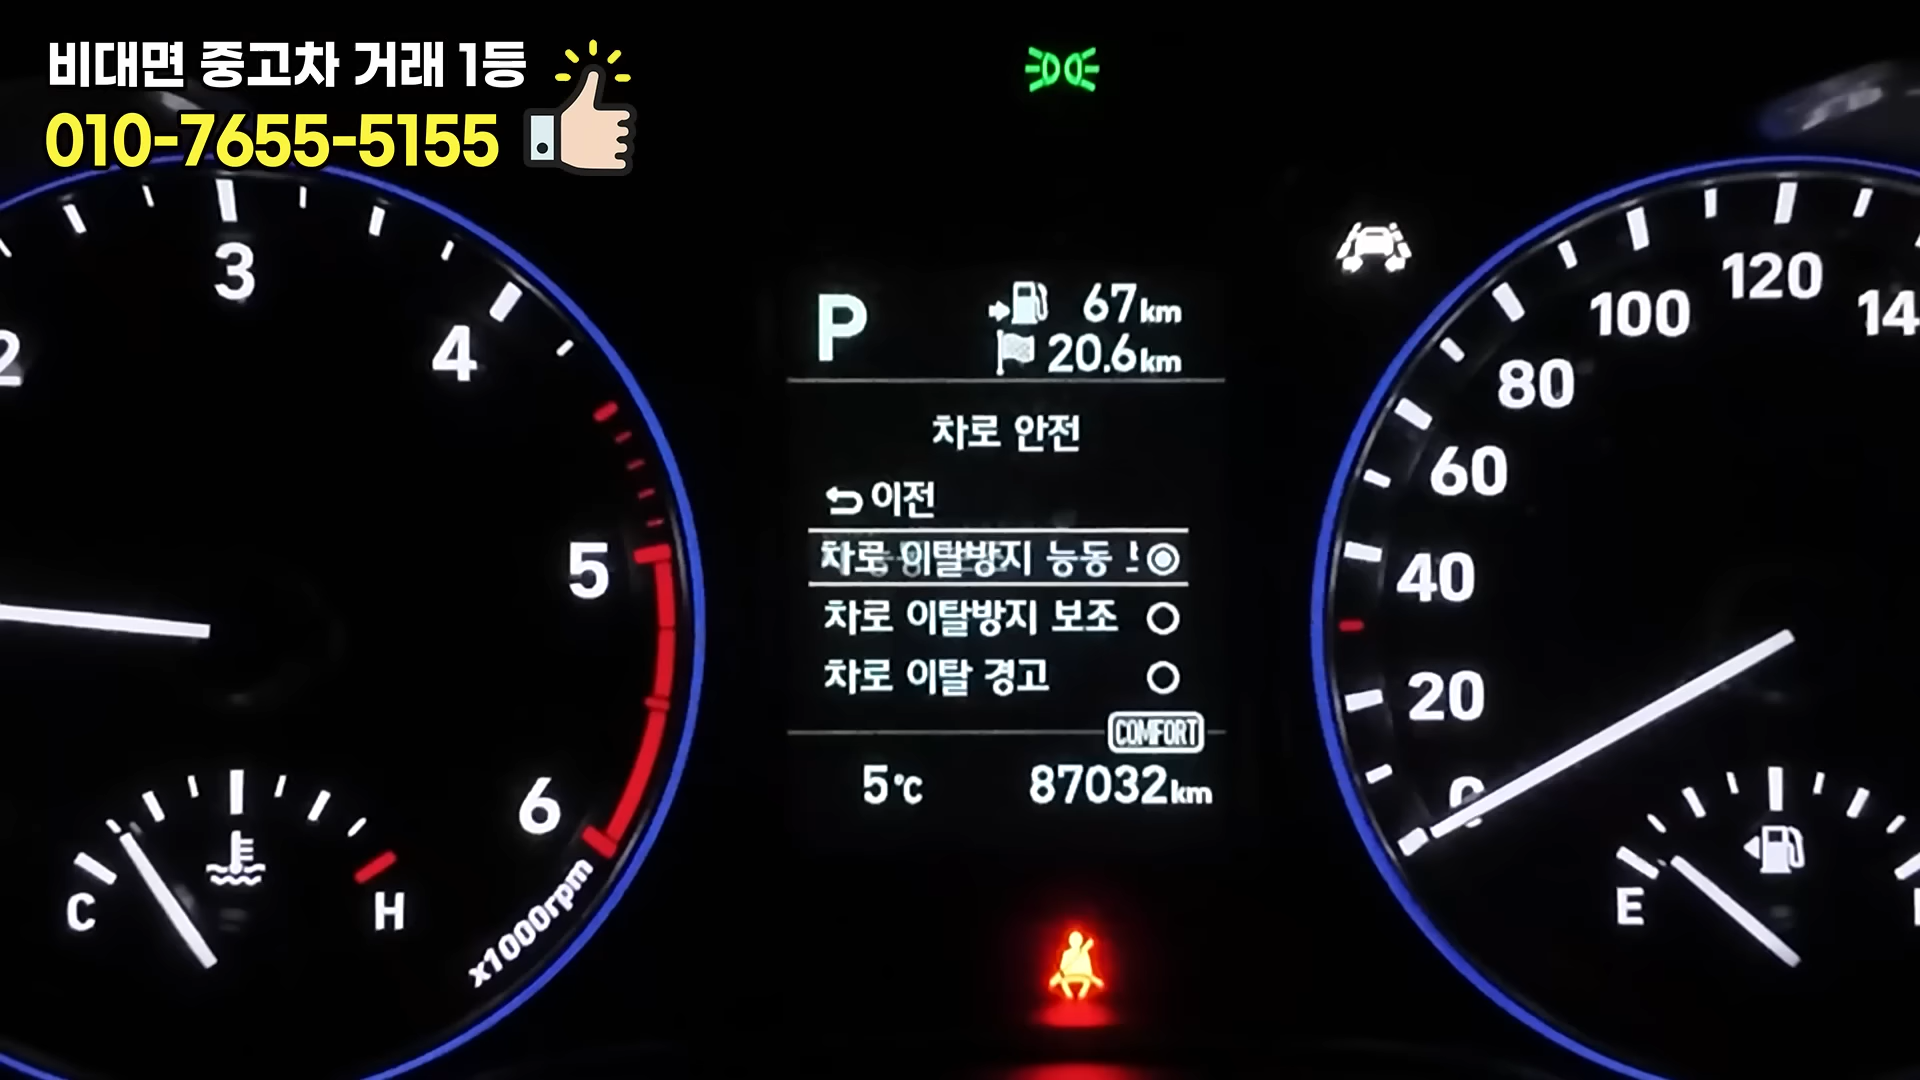 비대면 중고차 거래 1등
010-7655-5155
2
3
4
5
6
x1000rpm
C
H
P
67km
20.6km
차로 안전
이전
차로 이탈방지 능동
차로 이탈방지 보조
차로 이탈 경고
COMFORT
5°C
87032km
0
20
40
60
80
100
120
E